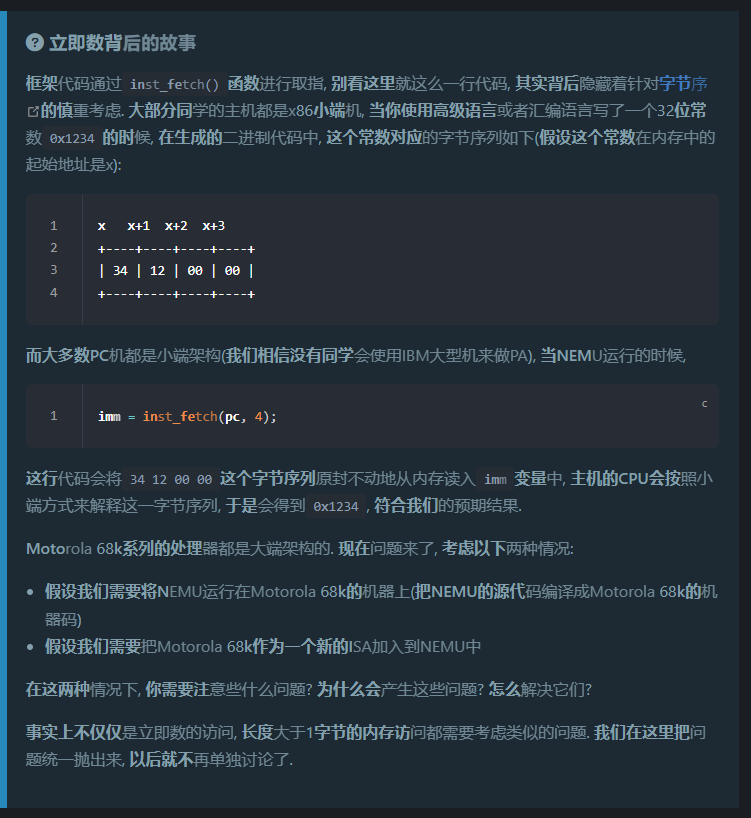 立即数背后的故事
框架代码通过 inst_fetch() 函数进行取指, 别看这里就这么一行代码, 其实背后隐藏着针对字节序
的慎重考虑. 大部分同学的主机都是x86小端机, 当你使用高级语言或者汇编语言写了一个32位常
数 0x1234 的时候, 在生成的二进制代码中, 这个常数对应的字节序列如下(假设这个常数在内存中的
起始地址是x):
1 x x+1 x+2 x+3
2 +----+----+----+----+
3 | 34 | 12 | 00 | 00 |
4 +----+----+----+----+
而大多数PC机都是小端架构(我们相信没有同学会使用IBM大型机来做PA), 当NEMU运行的时候,
c
1 imm = inst_fetch(pc, 4);
这行代码会将 34 12 00 00 这个字节序列原封不动地从内存读入 imm 变量中, 主机的CPU会按照小
端方式来解释这一字节序列, 于是会得到 0x1234 , 符合我们的预期结果.
Motorola 68k系列的处理器都是大端架构的. 现在问题来了, 考虑以下两种情况:
• 假设我们需要将NEMU运行在Motorola 68k的机器上(把NEMU的源代码编译成Motorola 68k的机
器码)
• 假设我们需要把Motorola 68k作为一个新的ISA加入到NEMU中
在这两种情况下, 你需要注意些什么问题? 为什么会产生这些问题? 怎么解决它们?
事实上不仅仅是立即数的访问, 长度大于1字节的内存访问都需要考虑类似的问题. 我们在这里把问
题统一抛出来, 以后就不再单独讨论了.